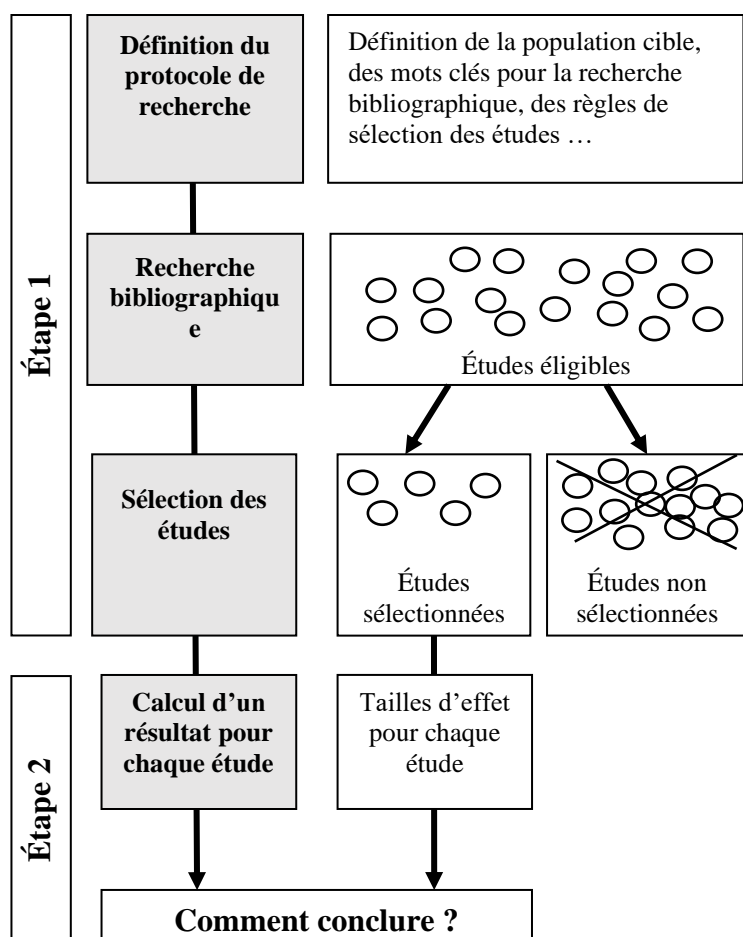 Étape 1
Définition du
protocole de
recherche
Définition de la population cible,
des mots clés pour la recherche
bibliographique, des règles de
sélection des études …
Recherche
bibliographiqu
e
Études éligibles
Sélection des
études
Études
sélectionnées
Études non
sélectionnées
Étape 2
Calcul d’un
résultat pour
chaque étude
Tailles d’effet
pour chaque
étude
Comment conclure ?